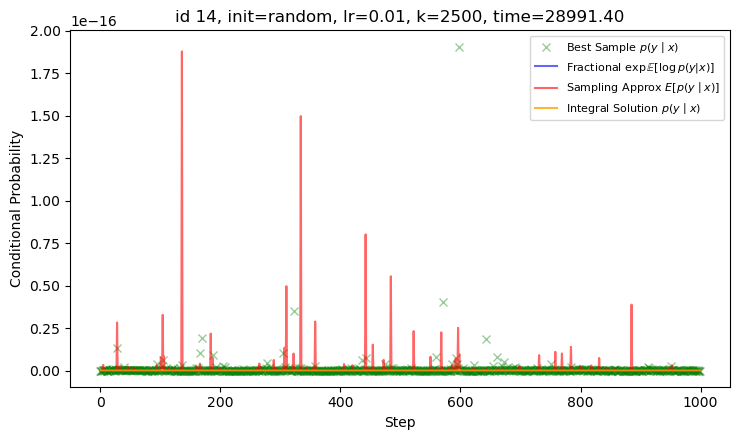 id 14, init=random, lr=0.01, k=2500, time=28991.40
1e−16
2.00
1.75
1.50
1.25
1.00
0.75
0.50
0.25
0.00
Conditional Probability
Best Sample p(y | x)
Fractional exp𝔼[log p(y|x)]
Sampling Approx E[p(y | x)]
Integral Solution p(y | x)
0
200
400
600
800
1000
Step